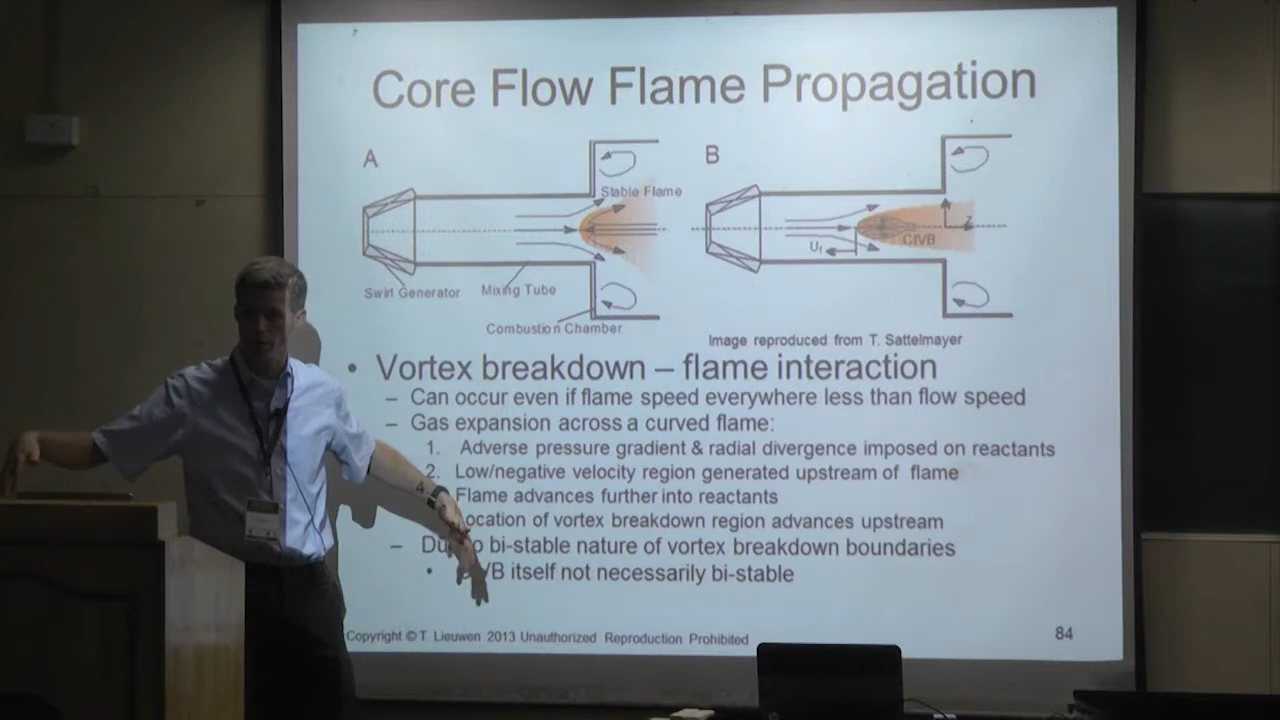 Core Flow Flame Propagation
A
B
Stable Flame
Swirl Generator
Mixing Tube
Combustion Chamber
Uf
CIVB
z
Image reproduced from T. Sattelmayer
• Vortex breakdown – flame interaction
– Can occur even if flame speed everywhere less than flow speed
– Gas expansion across a curved flame:
1. Adverse pressure gradient & radial divergence imposed on reactants
2. Low/negative velocity region generated upstream of flame
Flame advances further into reactants
ocation of vortex breakdown region advances upstream
– Du o bi-stable nature of vortex breakdown boundaries
• VB itself not necessarily bi-stable
Copyright © T. Lieuwen 2013 Unauthorized Reproduction Prohibited
84